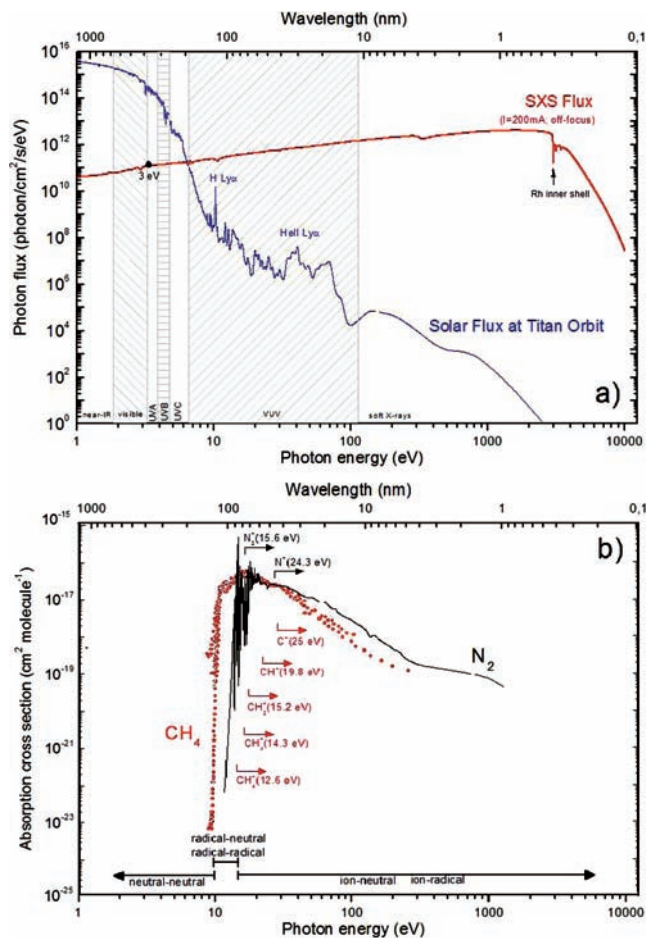 Wavelength (nm)
1000 100 10 1 0,1
10^16
10^14
10^12
10^10
10^8
10^6
10^4
10^2
10^0
Photon flux (photon/cm^2/s/eV)
SXS Flux
(I=200mA; off-focus)
3 eV
Rh inner shell
H Lyα
HeII Lyα
Solar Flux at Titan Orbit
a)
near-IR visible UVA UVB UVC VUV soft X-rays
1 10 100 1000 10000
Photon energy (eV)
Wavelength (nm)
1000 100 10 1 0,1
10^-15
10^-17
10^-19
10^-21
10^-23
10^-25
Absorption cross section (cm^2 molecule^-1)
b)
N2+(15.6 eV)
N+(24.3 eV)
C+(25 eV)
CH+(19.8 eV)
CH2+(15.2 eV)
CH3+(14.3 eV)
CH4+(12.6 eV)
N2
CH4
radical-neutral
radical-radical
neutral-neutral ion-neutral ion-radical
1 10 100 1000 10000
Photon energy (eV)